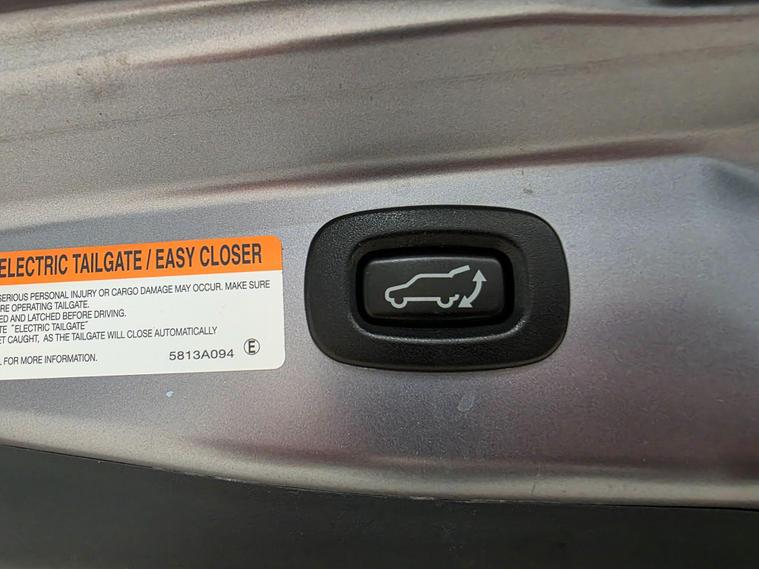 ELECTRIC TAILGATE / EASY CLOSER
SERIOUS PERSONAL INJURY OR CARGO DAMAGE MAY OCCUR. MAKE SURE
RE OPERATING TAILGATE.
ED AND LATCHED BEFORE DRIVING.
TE "ELECTRIC TAILGATE"
ET CAUGHT, AS THE TAILGATE WILL CLOSE AUTOMATICALLY
L FOR MORE INFORMATION.
5813A094 E